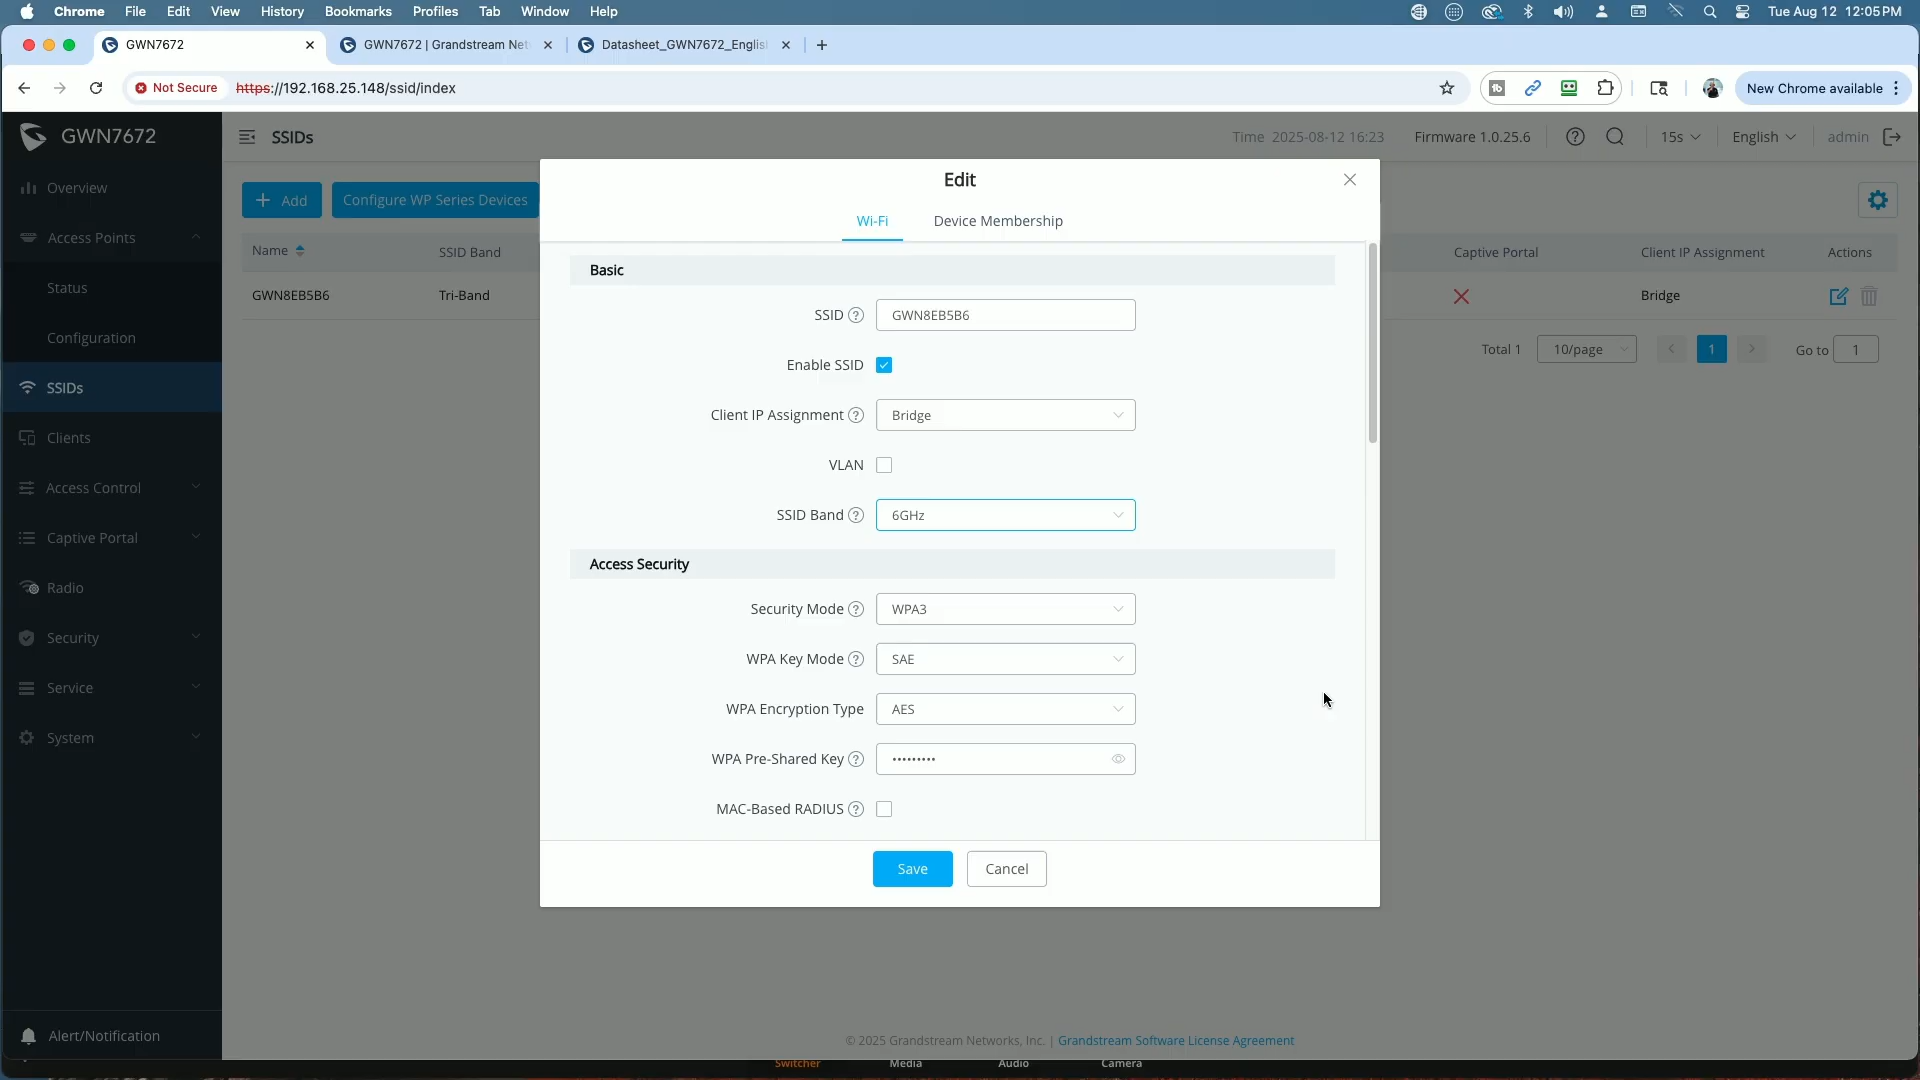 Chrome File Edit View History Bookmarks Profiles Tab Window Help Tue Aug 12 12:05 PM
GWN7672 GWN7672 | Grandstream Net Datasheet_GWN7672_Englis
Not Secure https://192.168.25.148/ssid/index New Chrome available
GWN7672
SSIDs
Time 2025-08-12 16:23 Firmware 1.0.25.6 15s English admin
Overview
Access Points
Status
Configuration
SSIDs
Clients
Access Control
Captive Portal
Radio
Security
Service
System
Alert/Notification
Add Configure WP Series Devices
Name SSID Band Captive Portal Client IP Assignment Actions
GWN8EB5B6 Tri-Band Bridge
Total 1 10/page 1 Go to 1
Edit
Wi-Fi Device Membership
Basic
SSID GWN8EB5B6
Enable SSID
Client IP Assignment Bridge
VLAN
SSID Band 6GHz
Access Security
Security Mode WPA3
WPA Key Mode SAE
WPA Encryption Type AES
WPA Pre-Shared Key •••••••••
MAC-Based RADIUS
Save Cancel
© 2025 Grandstream Networks, Inc. | Grandstream Software License Agreement
Switcher Media Audio Camera